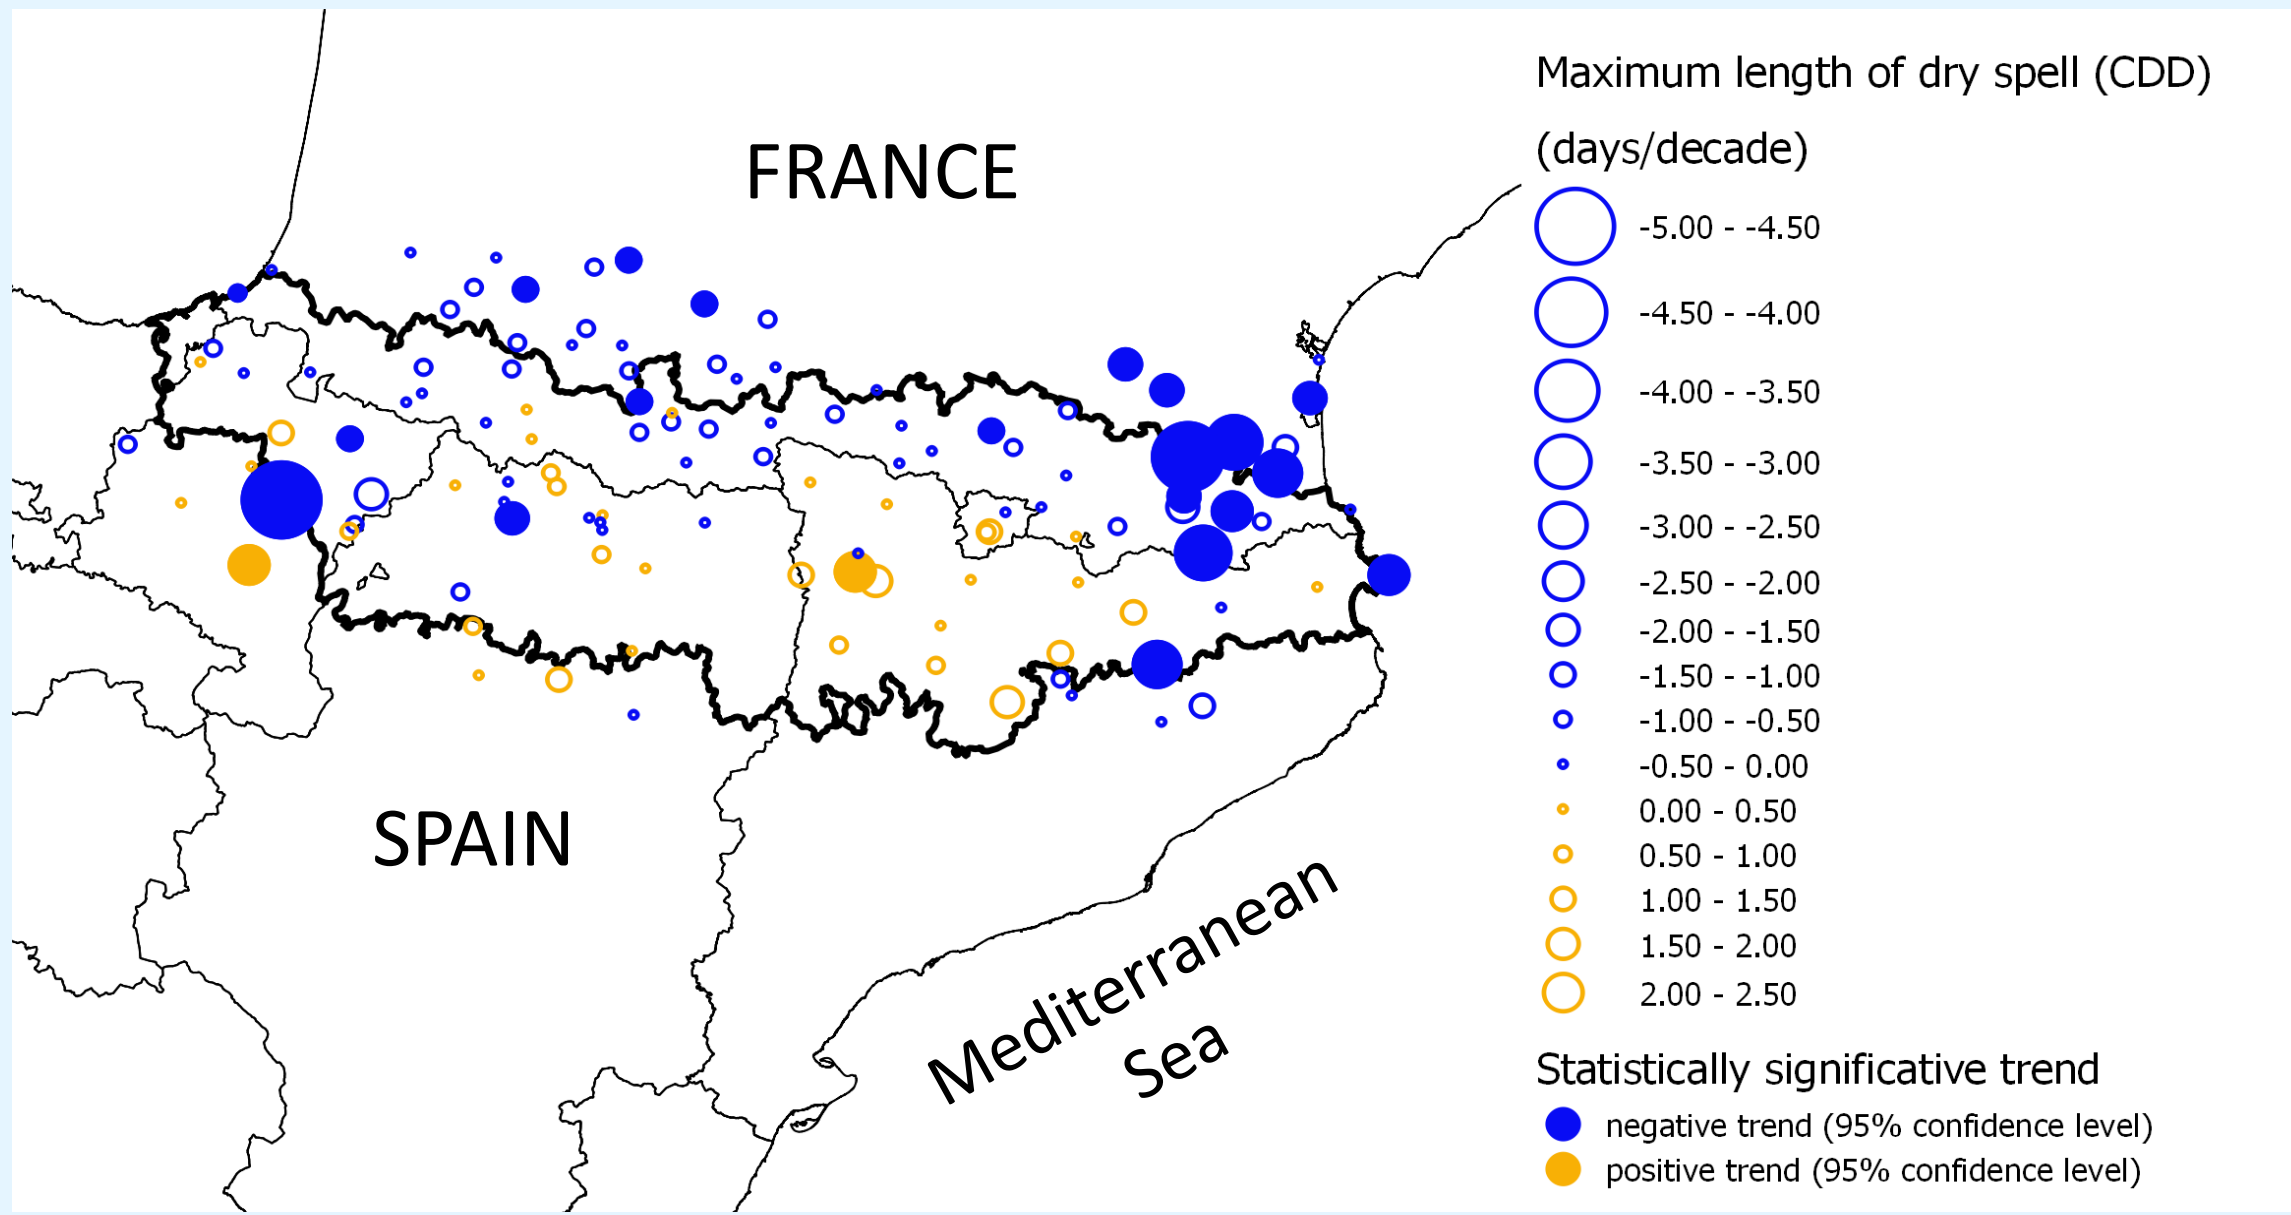 FRANCE
SPAIN
Mediterranean
Sea
Maximum length of dry spell (CDD)
(days/decade)
-5.00 - -4.50
-4.50 - -4.00
-4.00 - -3.50
-3.50 - -3.00
-3.00 - -2.50
-2.50 - -2.00
-2.00 - -1.50
-1.50 - -1.00
-1.00 - -0.50
-0.50 - 0.00
0.00 - 0.50
0.50 - 1.00
1.00 - 1.50
1.50 - 2.00
2.00 - 2.50
Statistically significative trend
negative trend (95% confidence level)
positive trend (95% confidence level)